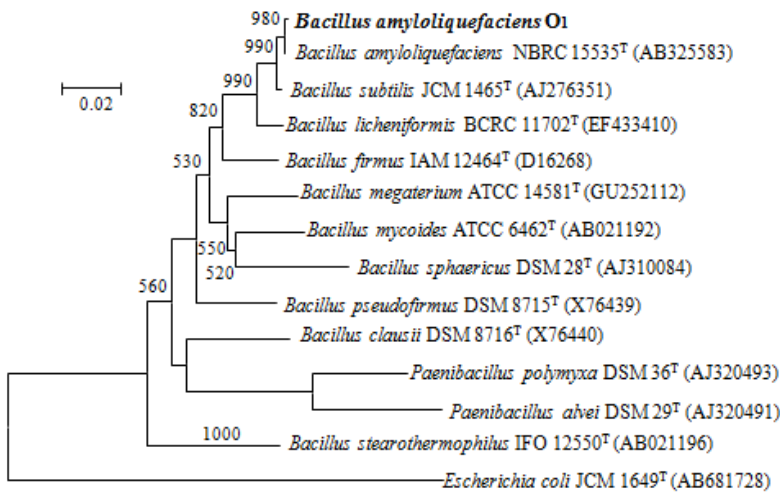 980 Bacillus amyloliquefaciens O1
990 Bacillus amyloliquefaciens NBRC 15535T (AB325583)
990 Bacillus subtilis JCM 1465T (AJ276351)
0.02
820 Bacillus licheniformis BCRC 11702T (EF433410)
530 Bacillus firmus IAM 12464T (D16268)
Bacillus megaterium ATCC 14581T (GU252112)
Bacillus mycoides ATCC 6462T (AB021192)
550
520 Bacillus sphaericus DSM 28T (AJ310084)
560 Bacillus pseudofirmus DSM 8715T (X76439)
Bacillus clausii DSM 8716T (X76440)
Paenibacillus polymyxa DSM 36T (AJ320493)
Paenibacillus alvei DSM 29T (AJ320491)
1000 Bacillus stearothermophilus IFO 12550T (AB021196)
Escherichia coli JCM 1649T (AB681728)